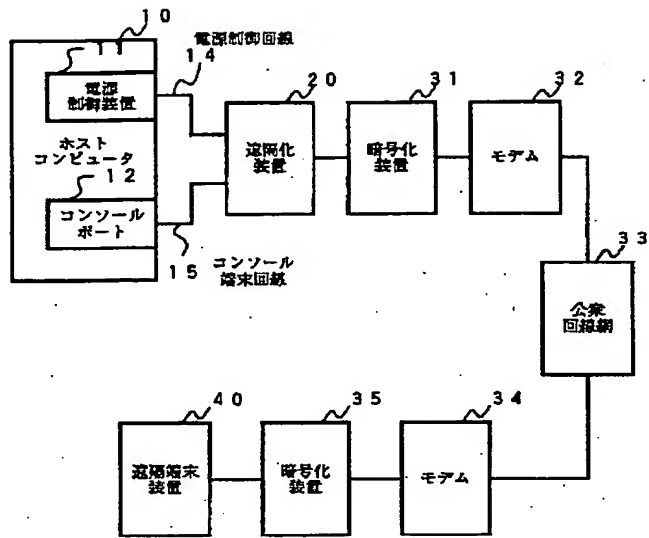 10
電源制御回線
14
電源
制御装置
ホスト
コンピュータ
12
コンソール
ポート
15
コンソール
端末回線
20
遠隔化
装置
31
暗号化
装置
32
モデム
33
公衆
回線網
40
遠隔端末
装置
35
暗号化
装置
34
モデム